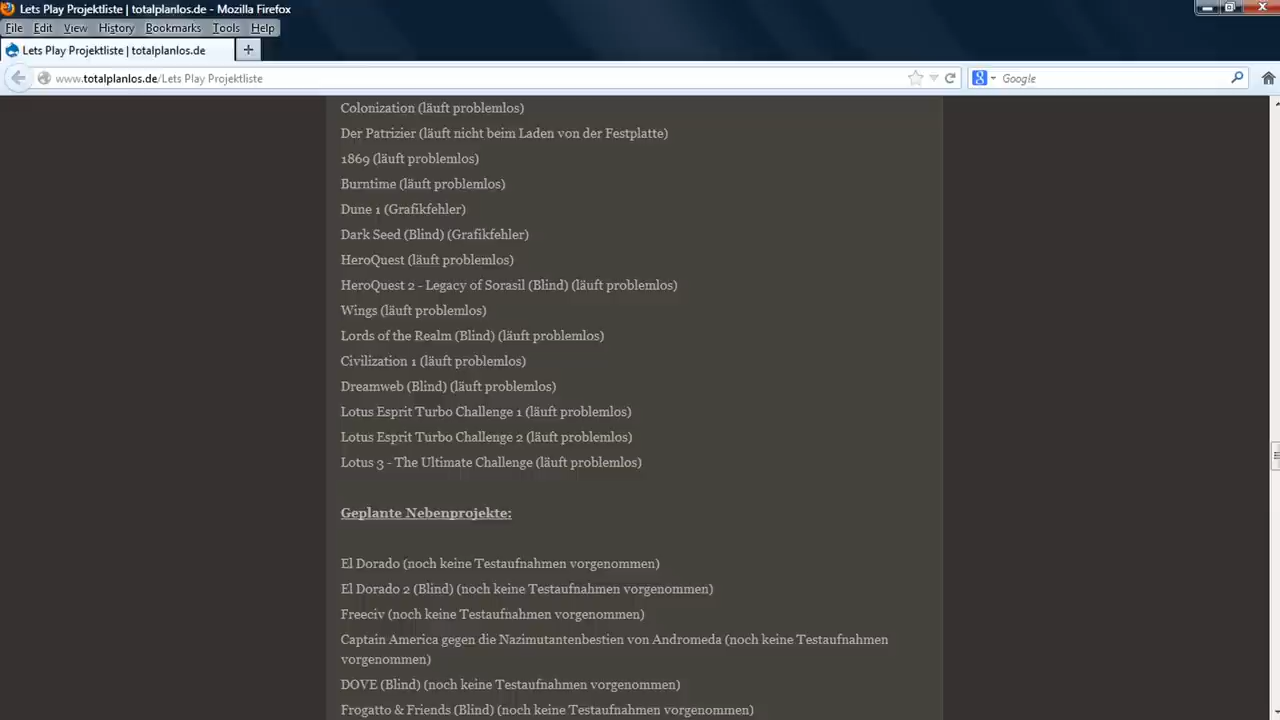 Lets Play Projektliste | totalplanlos.de - Mozilla Firefox
File Edit View History Bookmarks Tools Help
Lets Play Projektliste | totalplanlos.de
www.totalplanlos.de/Lets Play Projektliste
Google
Colonization (läuft problemlos)
Der Patrizier (läuft nicht beim Laden von der Festplatte)
1869 (läuft problemlos)
Burntime (läuft problemlos)
Dune 1 (Grafikfehler)
Dark Seed (Blind) (Grafikfehler)
HeroQuest (läuft problemlos)
HeroQuest 2 - Legacy of Sorasil (Blind) (läuft problemlos)
Wings (läuft problemlos)
Lords of the Realm (Blind) (läuft problemlos)
Civilization 1 (läuft problemlos)
Dreamweb (Blind) (läuft problemlos)
Lotus Esprit Turbo Challenge 1 (läuft problemlos)
Lotus Esprit Turbo Challenge 2 (läuft problemlos)
Lotus 3 - The Ultimate Challenge (läuft problemlos)
Geplante Nebenprojekte:
El Dorado (noch keine Testaufnahmen vorgenommen)
El Dorado 2 (Blind) (noch keine Testaufnahmen vorgenommen)
Freeciv (noch keine Testaufnahmen vorgenommen)
Captain America gegen die Nazimutantenbestien von Andromeda (noch keine Testaufnahmen
vorgenommen)
DOVE (Blind) (noch keine Testaufnahmen vorgenommen)
Frogatto & Friends (Blind) (noch keine Testaufnahmen vorgenommen)